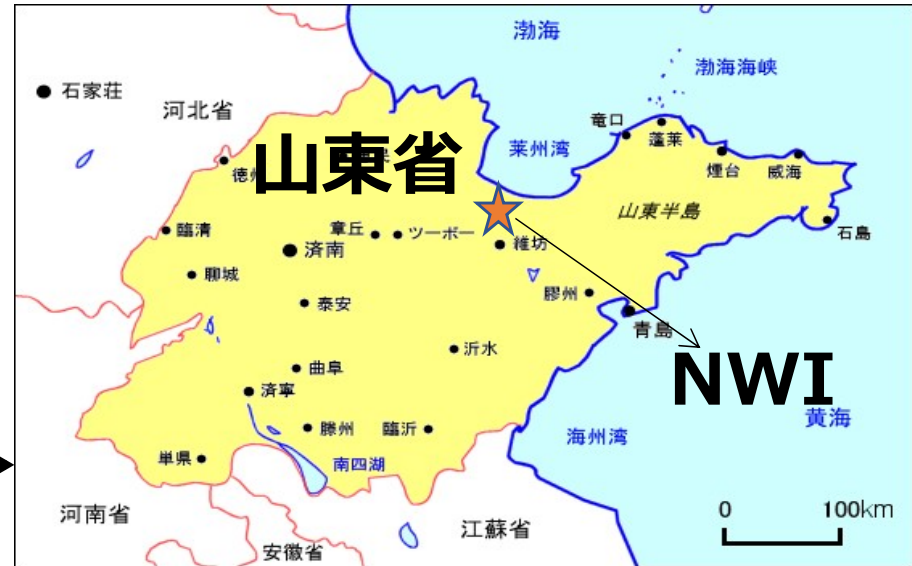 渤海
渤海海峡
石家荘
河北省
竜口
蓬莱
莱州湾
山東省
民
徳州
煙台
威海
山東半島
臨清
章丘
ツーボー
濰坊
石島
済南
聊城
膠州
泰安
青島
沂水
曲阜
NWI
済寧
黄海
滕州
臨沂
海州湾
単県
南四湖
河南省
江蘇省
安徽省
0
100km